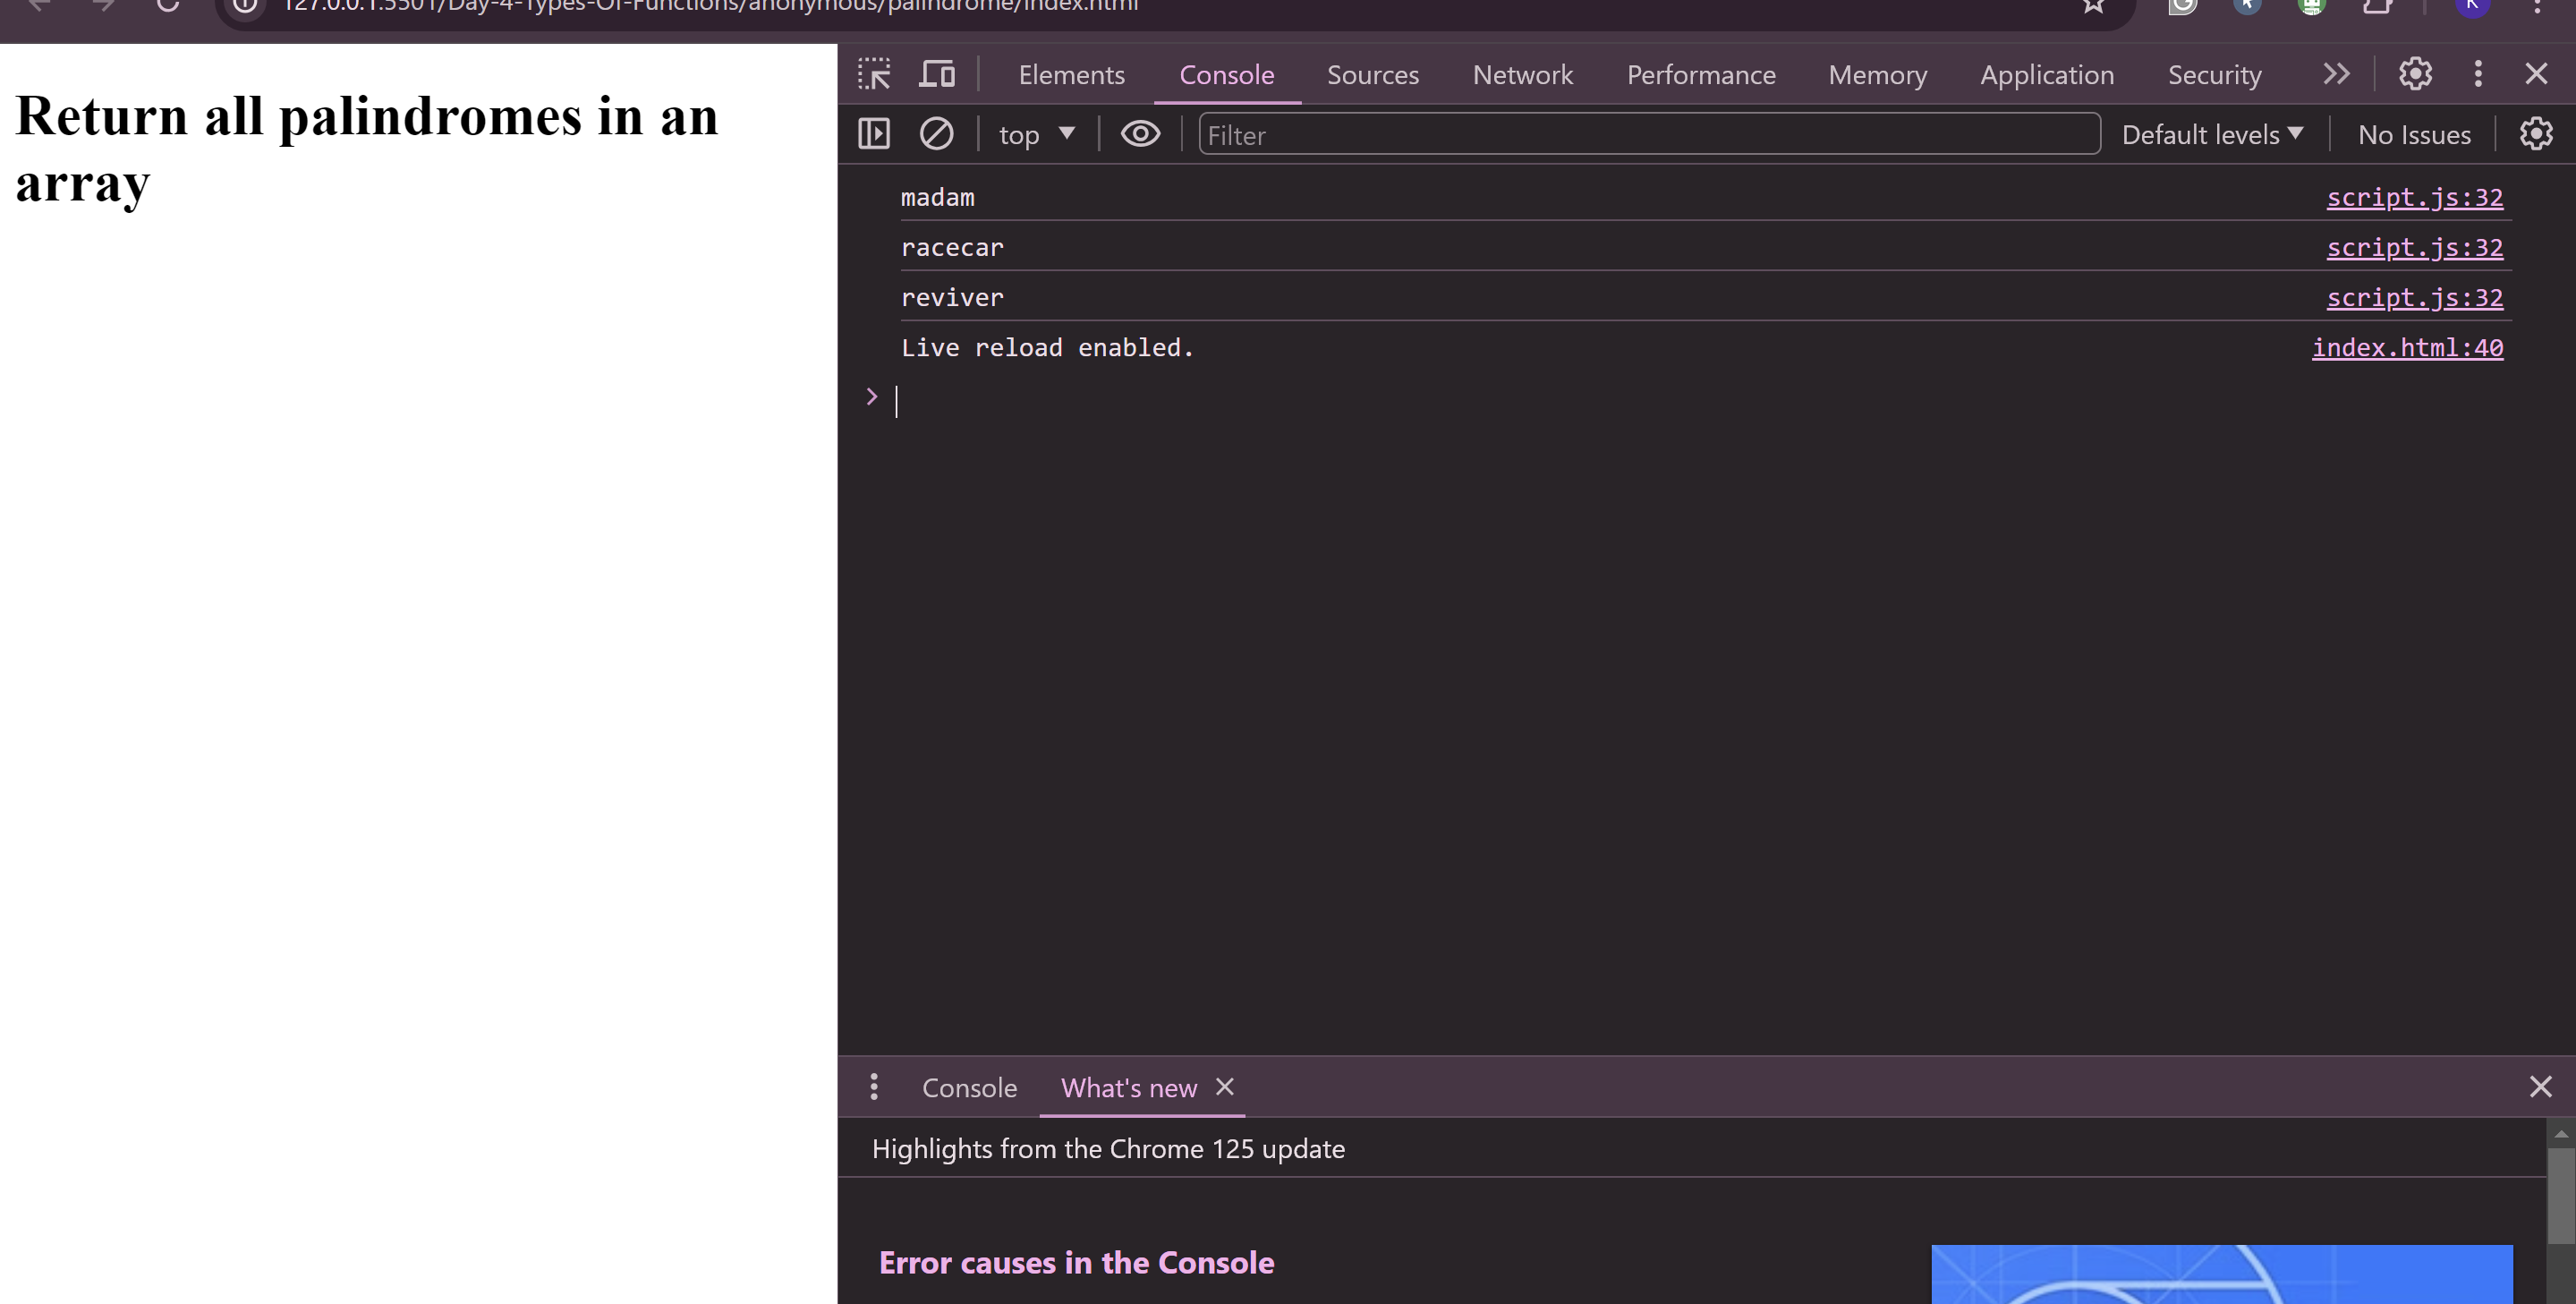 127.0.0.1:5501/Day-4-Types-Of-Functions/anonymous/palindrome/index.html
K
Return all palindromes in an
array
Elements Console Sources Network Performance Memory Application Security
top Filter Default levels No Issues
madam script.js:32
racecar script.js:32
reviver script.js:32
Live reload enabled. index.html:40
Console What's new
Highlights from the Chrome 125 update
Error causes in the Console